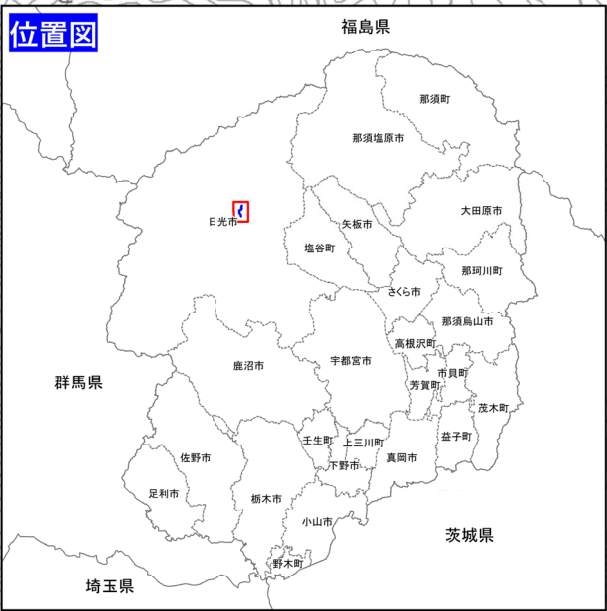 位置図
福島県
那須町
那須塩原市
大田原市
日光市
矢板市
塩谷町
那珂川町
さくら市
那須烏山市
高根沢町
宇都宮市
鹿沼市
市貝町
群馬県
芳賀町
茂木町
益子町
壬生町
上三川町
真岡市
佐野市
下野市
足利市
栃木市
小山市
茨城県
野木町
埼玉県